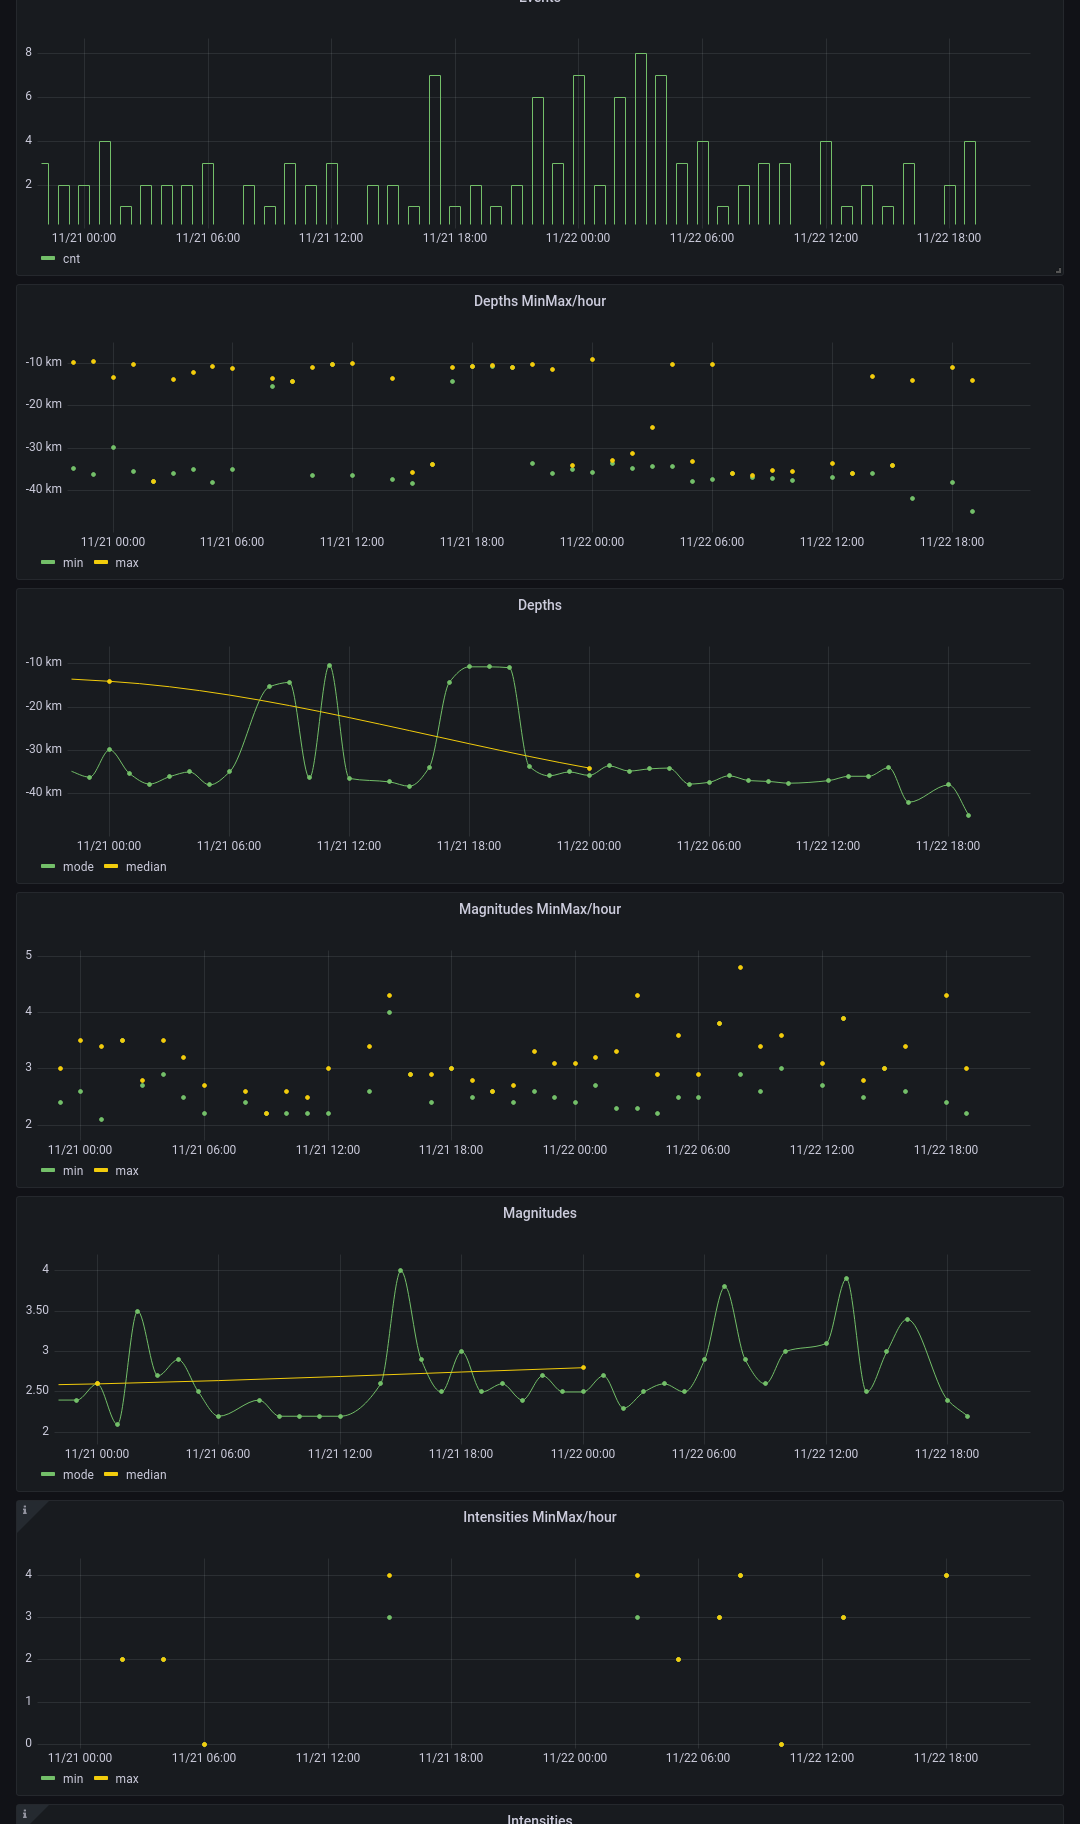 Events
8
6
4
2
11/21 00:00 11/21 06:00 11/21 12:00 11/21 18:00 11/22 00:00 11/22 06:00 11/22 12:00 11/22 18:00
cnt
Depths MinMax/hour
-10 km
-20 km
-30 km
-40 km
11/21 00:00 11/21 06:00 11/21 12:00 11/21 18:00 11/22 00:00 11/22 06:00 11/22 12:00 11/22 18:00
min max
Depths
-10 km
-20 km
-30 km
-40 km
11/21 00:00 11/21 06:00 11/21 12:00 11/21 18:00 11/22 00:00 11/22 06:00 11/22 12:00 11/22 18:00
mode median
Magnitudes MinMax/hour
5
4
3
2
11/21 00:00 11/21 06:00 11/21 12:00 11/21 18:00 11/22 00:00 11/22 06:00 11/22 12:00 11/22 18:00
min max
Magnitudes
4
3.50
3
2.50
2
11/21 00:00 11/21 06:00 11/21 12:00 11/21 18:00 11/22 00:00 11/22 06:00 11/22 12:00 11/22 18:00
mode median
i
Intensities MinMax/hour
4
3
2
1
0
11/21 00:00 11/21 06:00 11/21 12:00 11/21 18:00 11/22 00:00 11/22 06:00 11/22 12:00 11/22 18:00
min max
i
Intensities